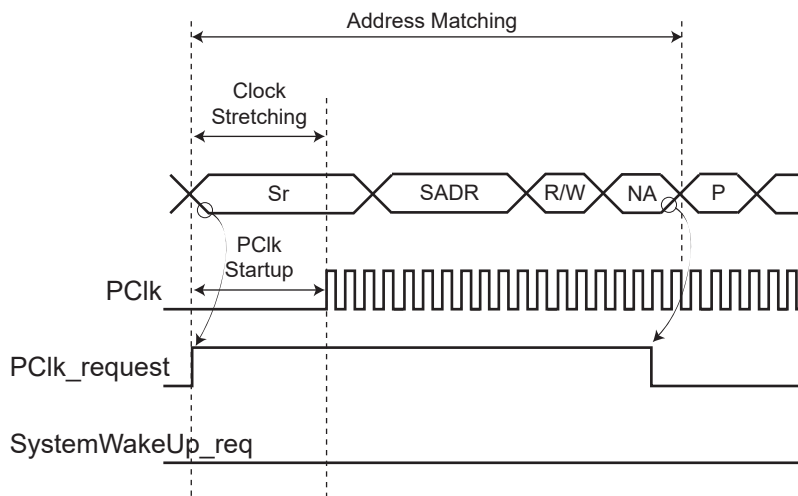 Address Matching
Clock
Stretching
Sr
SADR
R/W
NA
P
PClk
Startup
PClk
PClk_request
SystemWakeUp_req